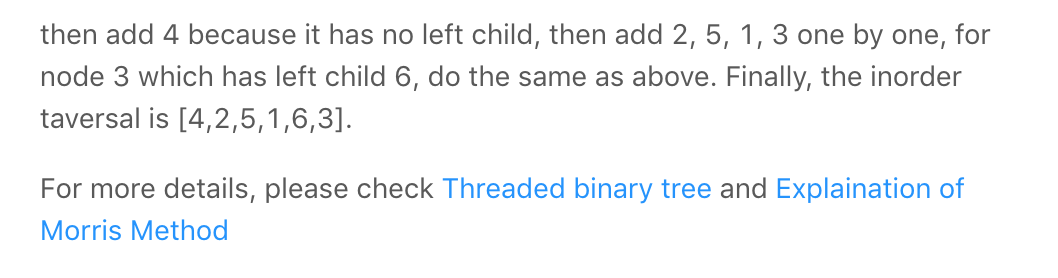 then add 4 because it has no left child, then add 2, 5, 1, 3 one by one, for
node 3 which has left child 6, do the same as above. Finally, the inorder
taversal is [4,2,5,1,6,3].
For more details, please check Threaded binary tree and Explaination of
Morris Method